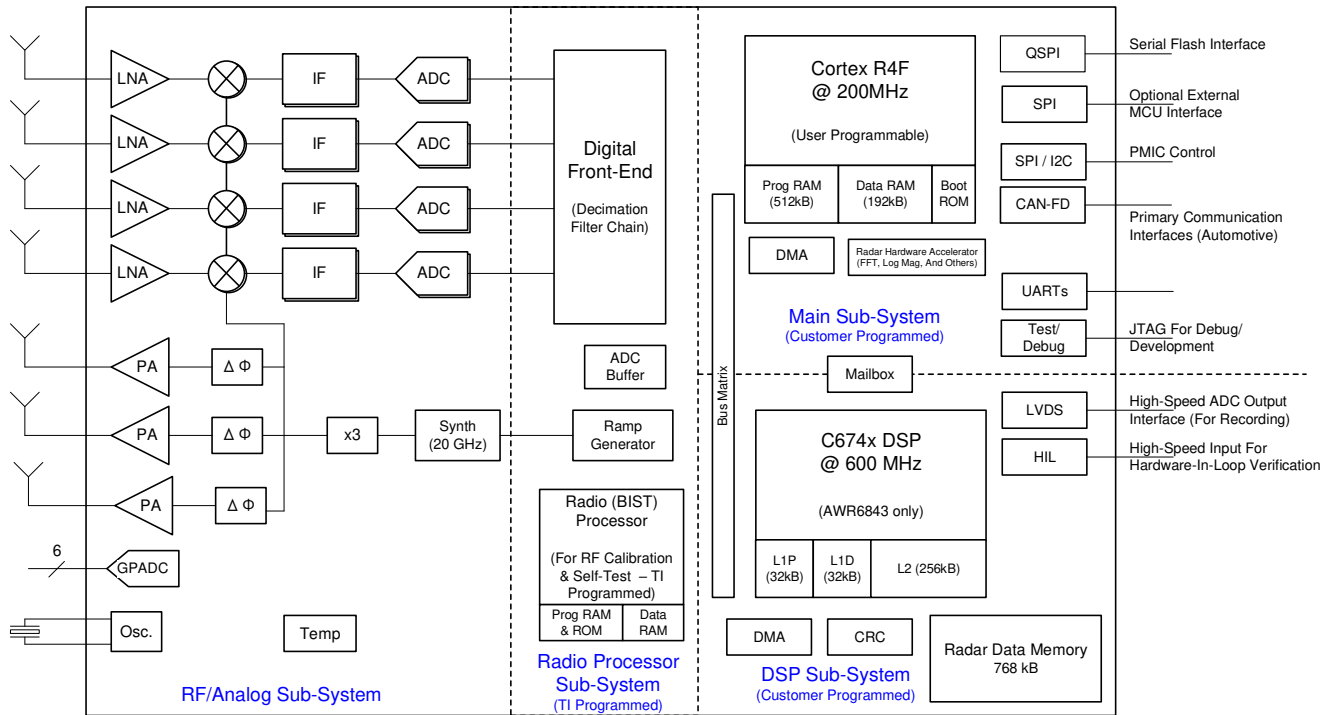 LNA
IF
ADC
LNA
IF
ADC
LNA
IF
ADC
LNA
IF
ADC
PA
Δ Φ
PA
Δ Φ
x3
Synth
(20 GHz)
PA
Δ Φ
6
GPADC
Osc.
Temp
RF/Analog Sub-System
Digital
Front-End
(Decimation
Filter Chain)
ADC
Buffer
Ramp
Generator
Radio (BIST)
Processor
(For RF Calibration
& Self-Test – TI
Programmed)
Prog RAM
& ROM
Data
RAM
Radio Processor
Sub-System
(TI Programmed)
Cortex R4F
@ 200MHz
(User Programmable)
Prog RAM
(512kB)
Data RAM
(192kB)
Boot
ROM
DMA
Radar Hardware Accelerator
(FFT, Log Mag, And Others)
Main Sub-System
(Customer Programmed)
Bus Matrix
Mailbox
C674x DSP
@ 600 MHz
(AWR6843 only)
L1P
(32kB)
L1D
(32kB)
L2 (256kB)
DMA
CRC
DSP Sub-System
(Customer Programmed)
Radar Data Memory
768 kB
QSPI
Serial Flash Interface
SPI
Optional External
MCU Interface
SPI / I2C
PMIC Control
CAN-FD
Primary Communication
Interfaces (Automotive)
UARTs
Test/
Debug
JTAG For Debug/
Development
LVDS
High-Speed ADC Output
Interface (For Recording)
HIL
High-Speed Input For
Hardware-In-Loop Verification